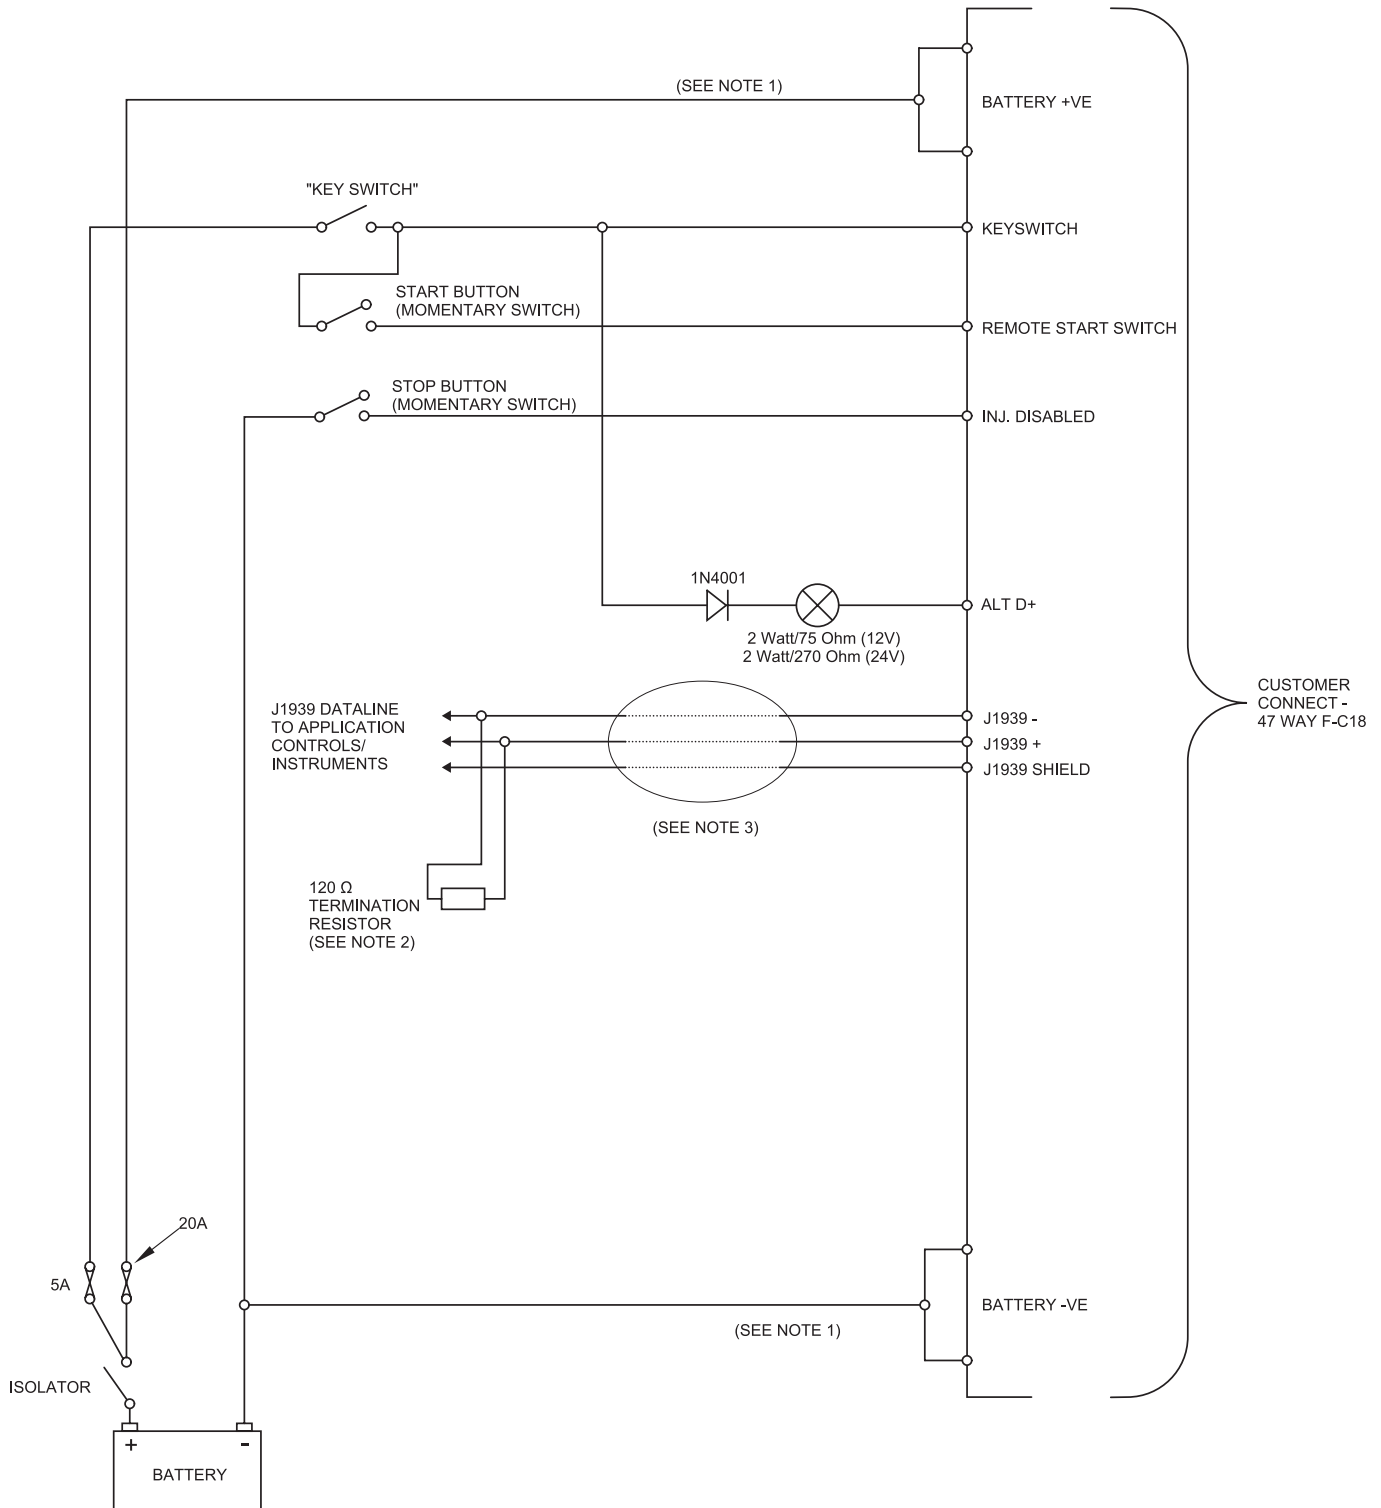 (SEE NOTE 1)
BATTERY +VE
"KEY SWITCH"
KEYSWITCH
START BUTTON
(MOMENTARY SWITCH)
REMOTE START SWITCH
STOP BUTTON
(MOMENTARY SWITCH)
INJ. DISABLED
1N4001
ALT D+
2 Watt/75 Ohm (12V)
2 Watt/270 Ohm (24V)
J1939 DATALINE
TO APPLICATION
CONTROLS/
INSTRUMENTS
J1939 -
J1939 +
J1939 SHIELD
CUSTOMER
CONNECT -
47 WAY F-C18
(SEE NOTE 3)
120 Ω
TERMINATION
RESISTOR
(SEE NOTE 2)
20A
5A
BATTERY -VE
(SEE NOTE 1)
ISOLATOR
+ -
BATTERY